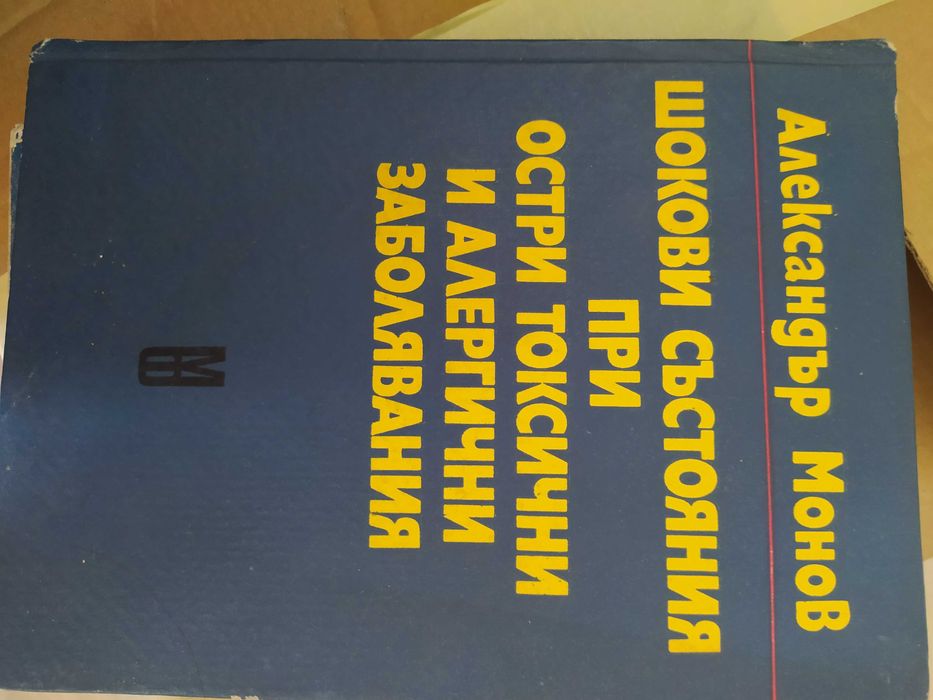 Александър Монов
ШОКОВИ СЪСТОЯНИЯ
ПРИ
ОСТРИ ТОКСИЧНИ
И АЛЕРГИЧНИ
ЗАБОЛЯВАНИЯ